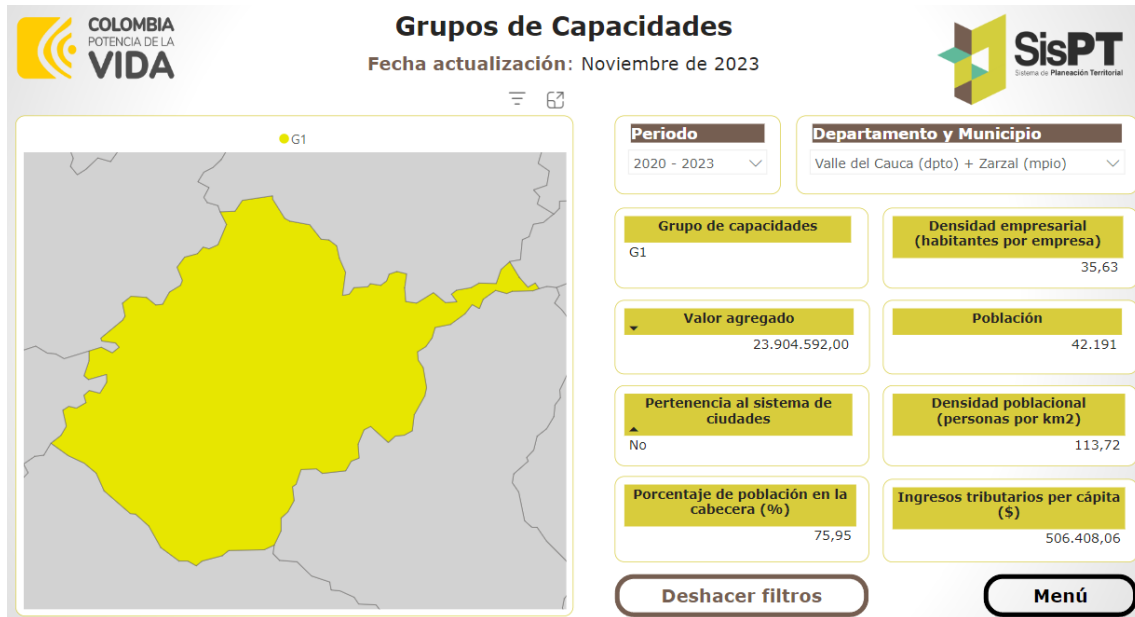 COLOMBIA
POTENCIA DE LA
VIDA
Grupos de Capacidades
Fecha actualización: Noviembre de 2023
SisPT
Sistema de Planeación Territorial
G1
Periodo
2020 - 2023
Departamento y Municipio
Valle del Cauca (dpto) + Zarzal (mpio)
Grupo de capacidades
G1
Densidad empresarial
(habitantes por empresa)
35,63
Valor agregado
23.904.592,00
Población
42.191
Pertenencia al sistema de
ciudades
No
Densidad poblacional
(personas por km2)
113,72
Porcentaje de población en la
cabecera (%)
75,95
Ingresos tributarios per cápita
($)
506.408,06
Deshacer filtros
Menú